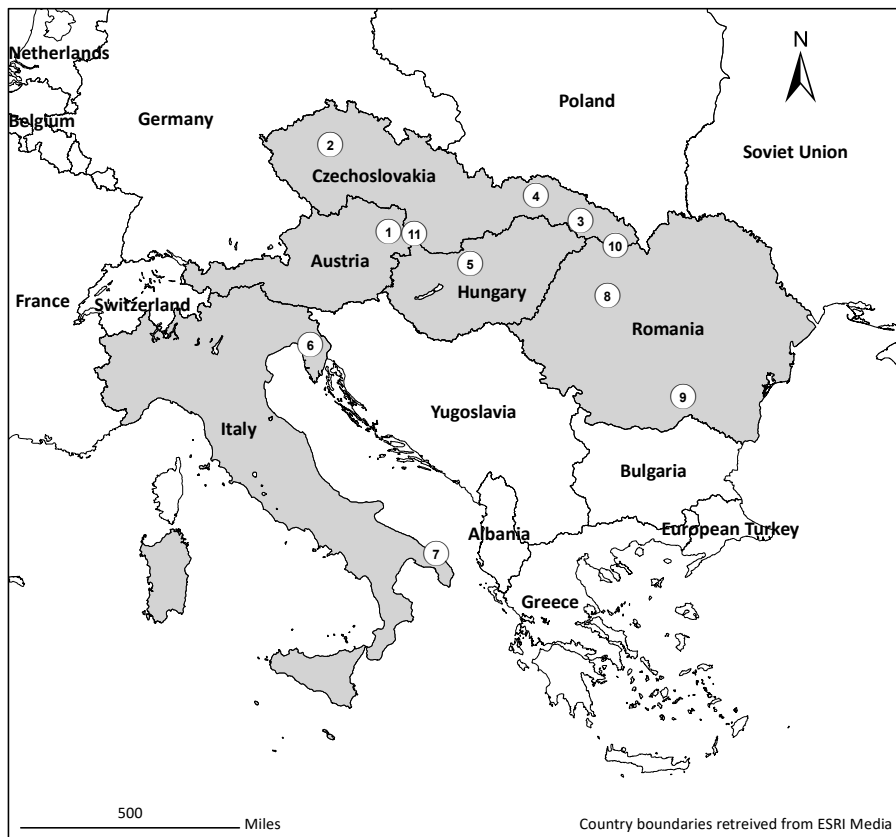 N
Netherlands
Belgium
Germany
Poland
Soviet Union
2
Czechoslovakia
4
3
1
11
10
Austria
5
Hungary
8
France
Switzerland
Romania
6
9
Italy
Yugoslavia
Bulgaria
European Turkey
Albania
7
Greece
500
Miles
Country boundaries retreived from ESRI Media